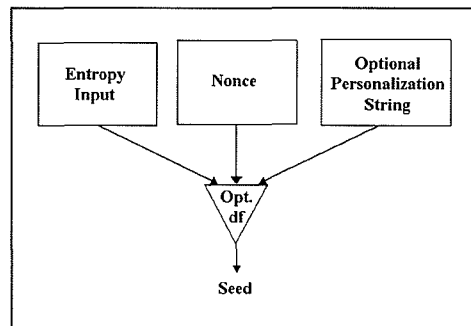 Entropy
Input
Nonce
Optional
Personalization
String
Opt.
df
Seed